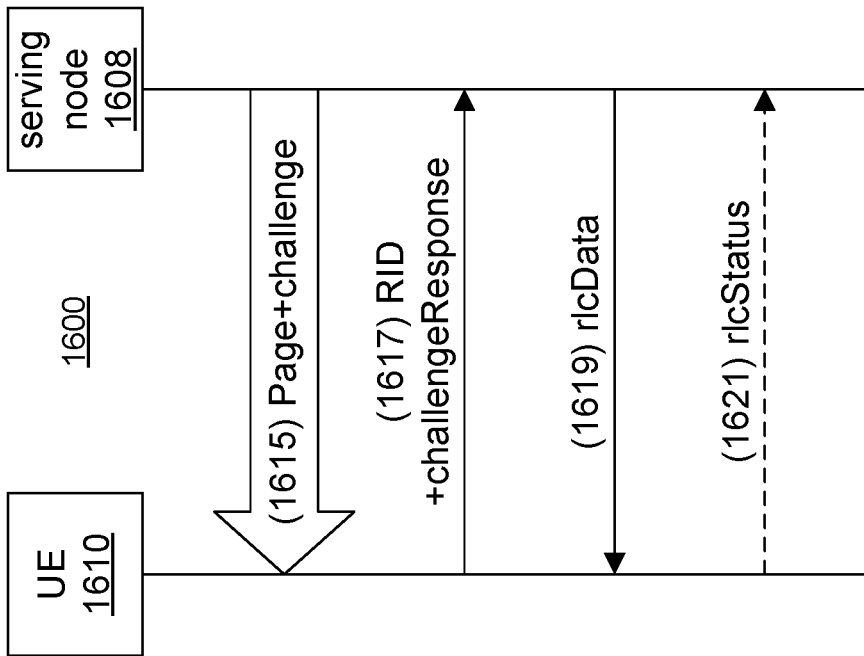 1600
UE
1610
serving
node
1608
(1615) Page+challenge
(1617) RID
+challengeResponse
(1619) rlcData
(1621) rlcStatus